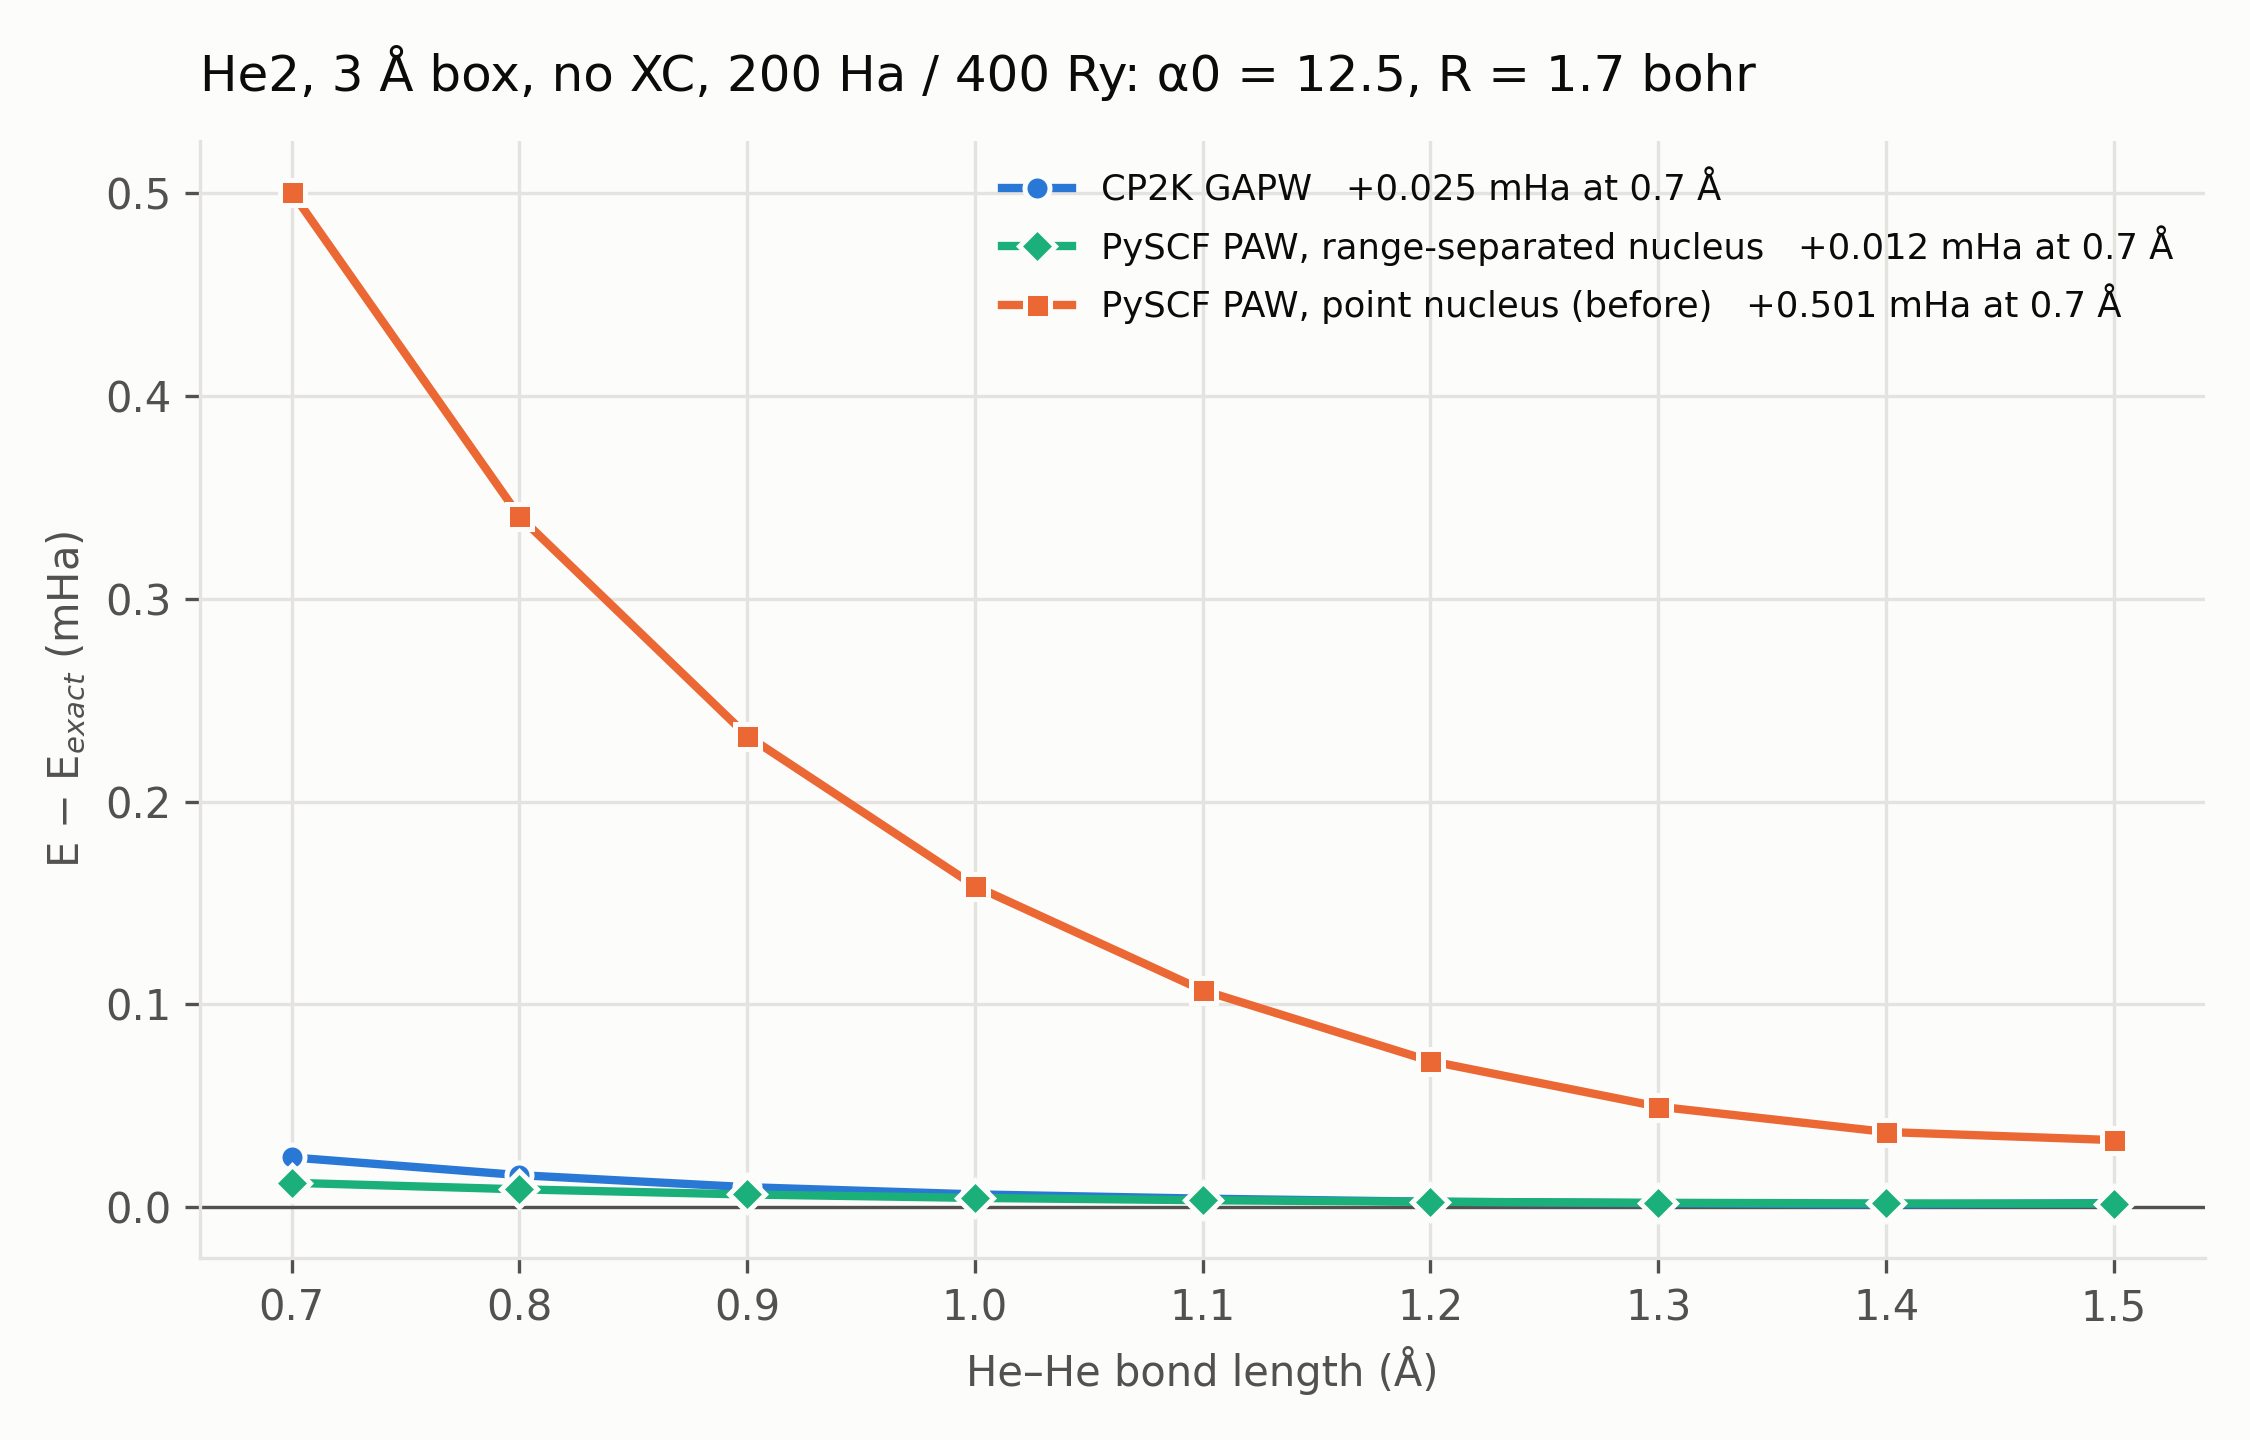 He2, 3 Å box, no XC, 200 Ha / 400 Ry: α0 = 12.5, R = 1.7 bohr
CP2K GAPW +0.025 mHa at 0.7 Å
PySCF PAW, range-separated nucleus +0.012 mHa at 0.7 Å
PySCF PAW, point nucleus (before) +0.501 mHa at 0.7 Å
E − Eexact (mHa)
0.5
0.4
0.3
0.2
0.1
0.0
0.7 0.8 0.9 1.0 1.1 1.2 1.3 1.4 1.5
He–He bond length (Å)